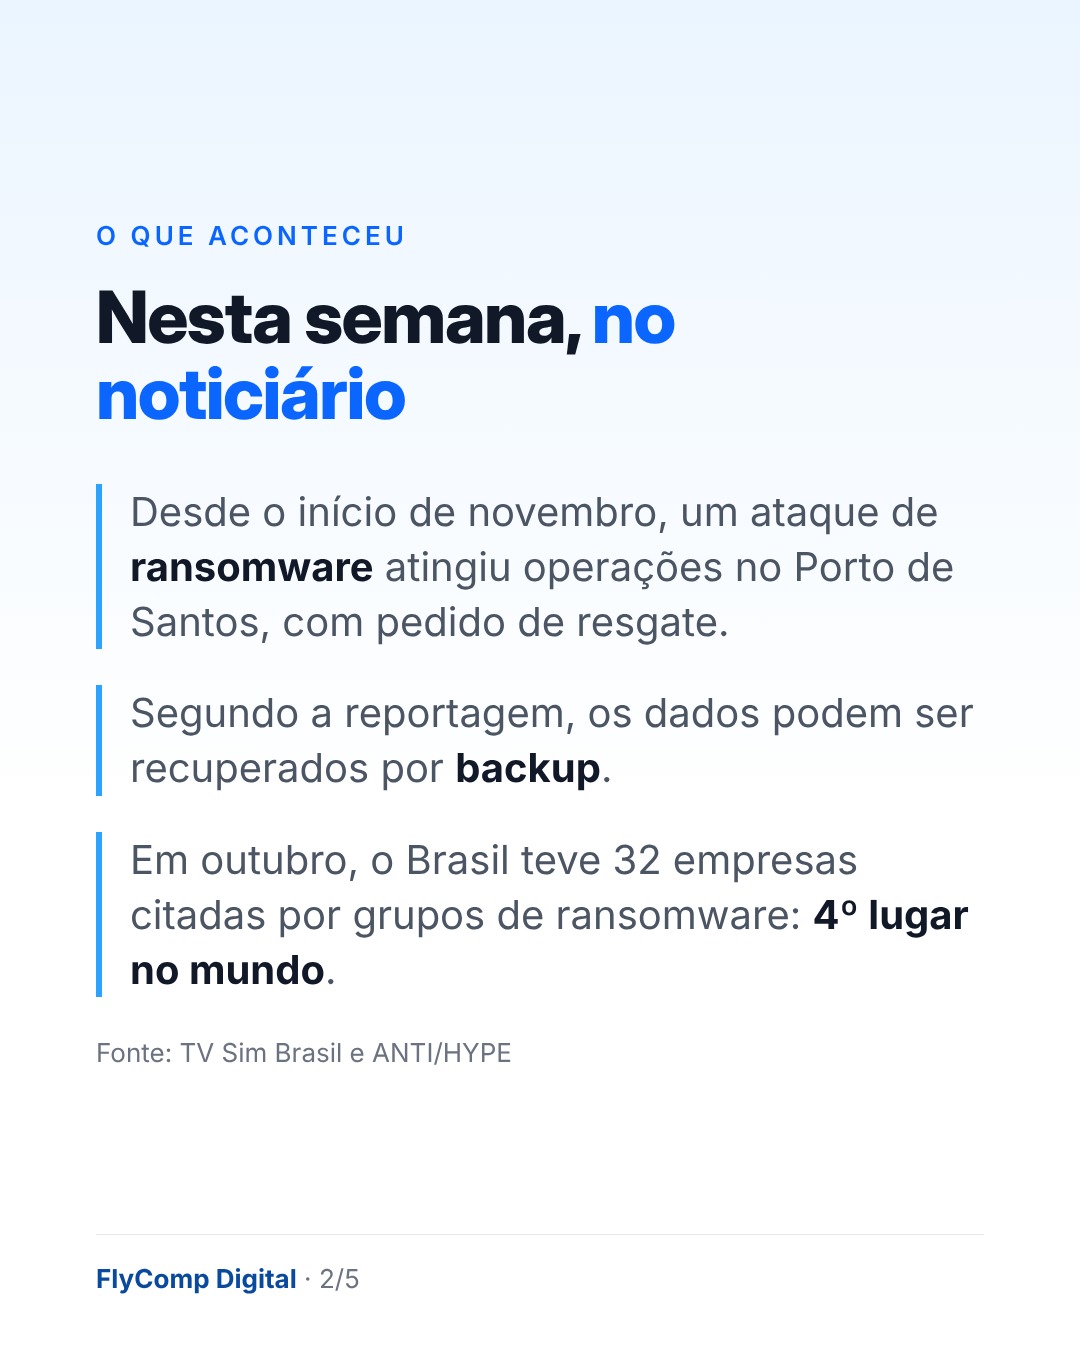 O QUE ACONTECEU
Nesta semana, no
noticiário
Desde o início de novembro, um ataque de
ransomware atingiu operações no Porto de
Santos, com pedido de resgate.
Segundo a reportagem, os dados podem ser
recuperados por backup.
Em outubro, o Brasil teve 32 empresas
citadas por grupos de ransomware: 4º lugar
no mundo.
Fonte: TV Sim Brasil e ANTI/HYPE
FlyComp Digital · 2/5